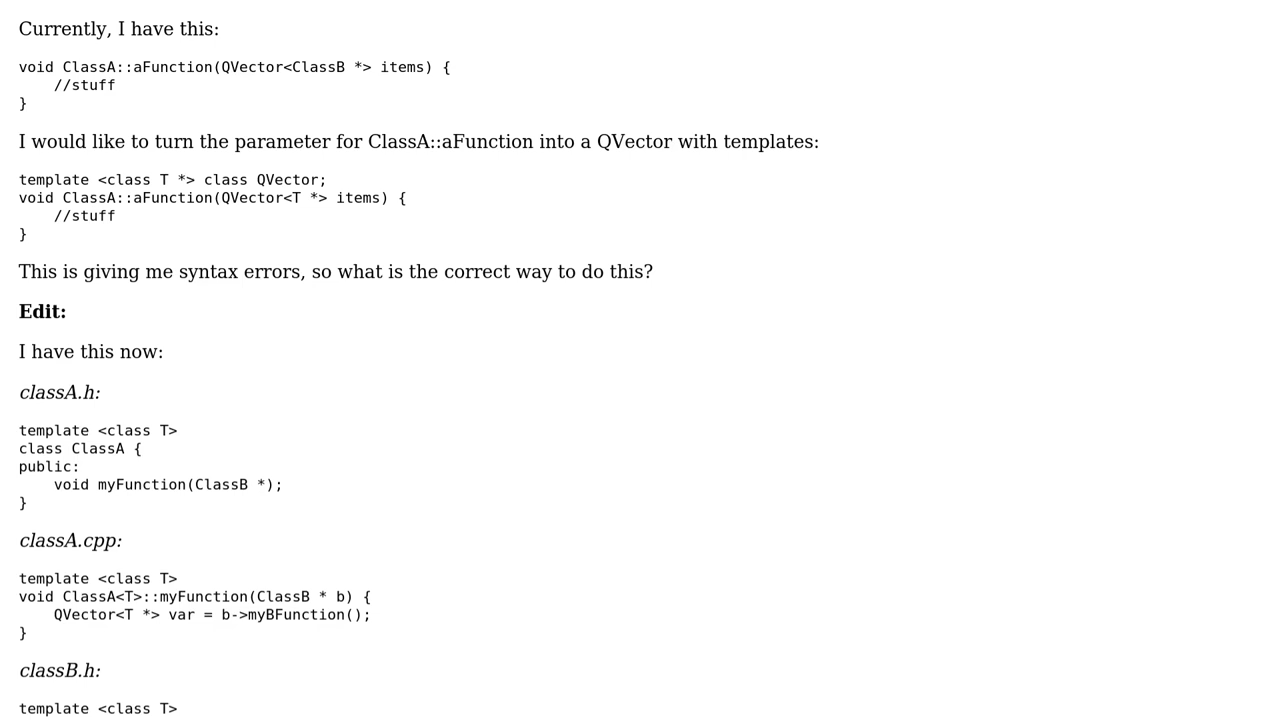 Currently, I have this:
void ClassA::aFunction(QVector<ClassB *> items) {
    //stuff
}
I would like to turn the parameter for ClassA::aFunction into a QVector with templates:
template <class T *> class QVector;
void ClassA::aFunction(QVector<T *> items) {
    //stuff
}
This is giving me syntax errors, so what is the correct way to do this?
Edit:
I have this now:
classA.h:
template <class T>
class ClassA {
public:
    void myFunction(ClassB *);
}
classA.cpp:
template <class T>
void ClassA<T>::myFunction(ClassB * b) {
    QVector<T *> var = b->myBFunction();
}
classB.h:
template <class T>